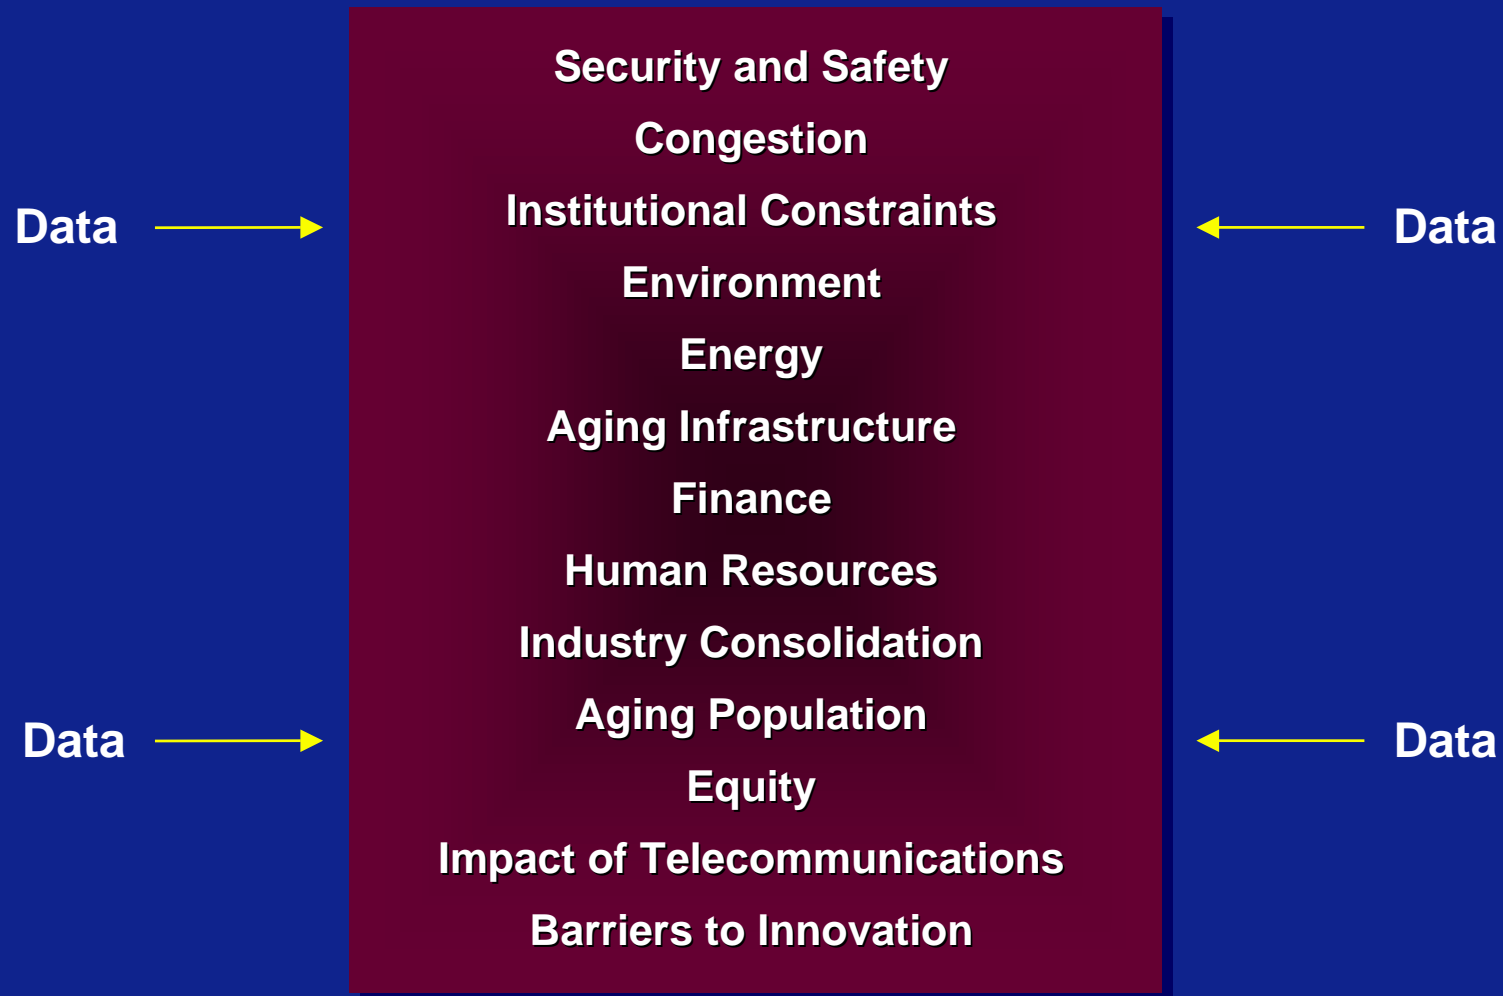 Security and Safety
Congestion
Institutional Constraints
Data
Data
Environment
Energy
Aging Infrastructure
Finance
Human Resources
Industry Consolidation
Aging Population
Data
Data
Equity
Impact of Telecommunications
Barriers to Innovation